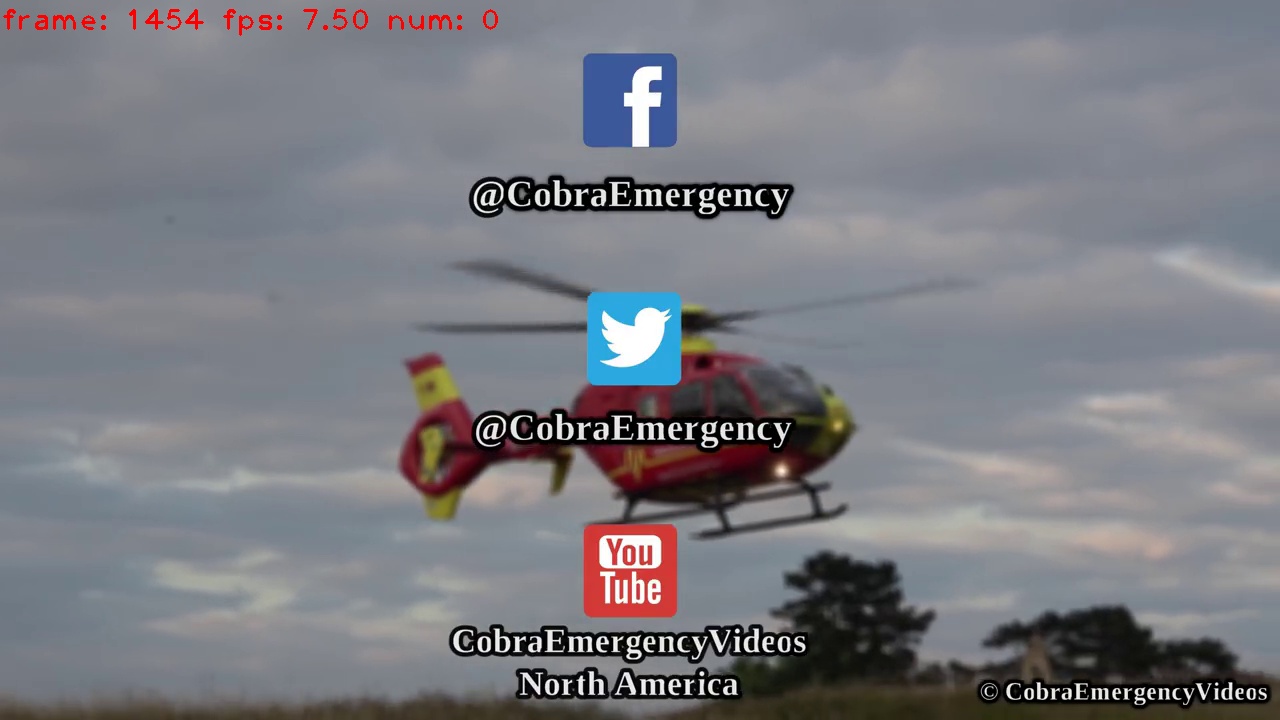 frame: 1454 fps: 7.50 num: 0
f
@CobraEmergency
@CobraEmergency
You
Tube
CobraEmergencyVideos
North America
© CobraEmergencyVideos